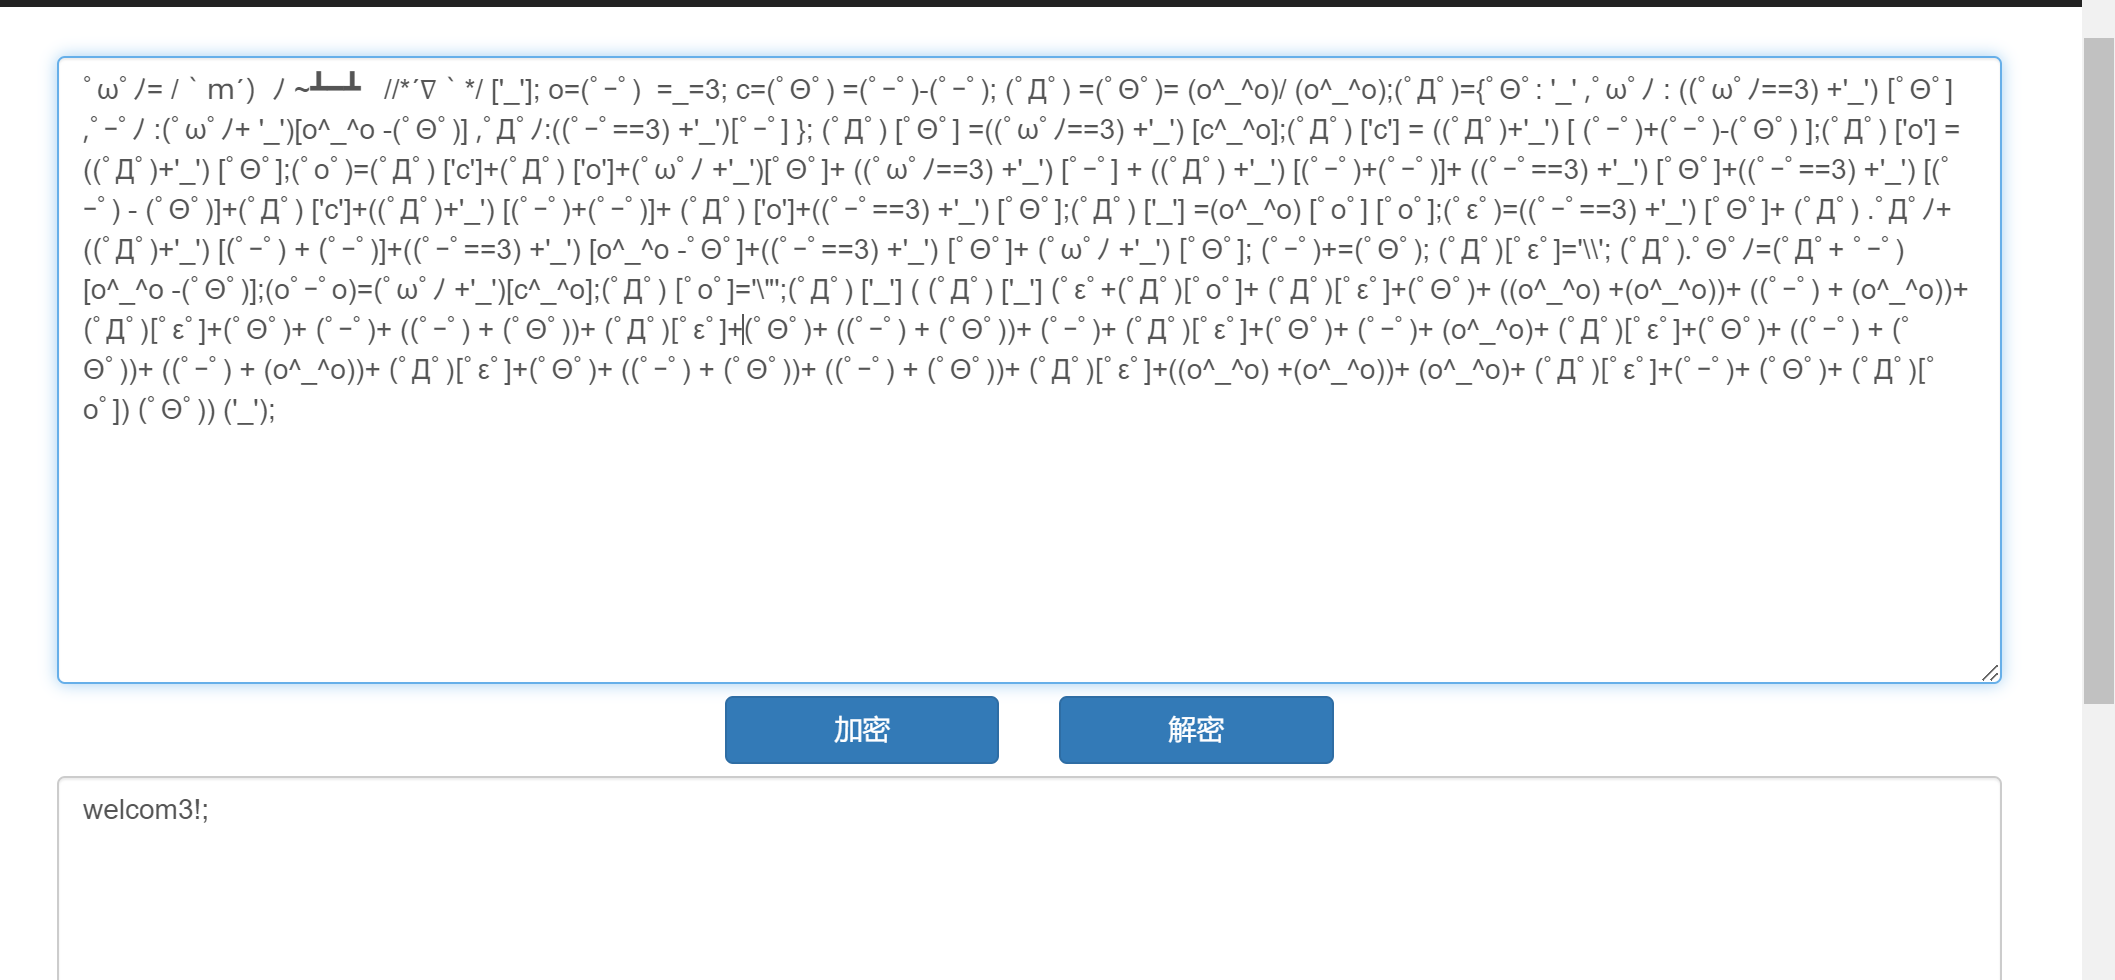 ﾟωﾟﾉ= /｀ｍ´）ﾉ ~┻━┻   //*´∇｀*/ ['_']; o=(ﾟｰﾟ)  =_=3; c=(ﾟΘﾟ) =(ﾟｰﾟ)-(ﾟｰﾟ); (ﾟДﾟ) =(ﾟΘﾟ)= (o^_^o)/ (o^_^o);(ﾟДﾟ)={ﾟΘﾟ: '_' ,ﾟωﾟﾉ : ((ﾟωﾟﾉ==3) +'_') [ﾟΘﾟ]
,ﾟｰﾟﾉ :(ﾟωﾟﾉ+ '_')[o^_^o -(ﾟΘﾟ)] ,ﾟДﾟﾉ:((ﾟｰﾟ==3) +'_')[ﾟｰﾟ] }; (ﾟДﾟ) [ﾟΘﾟ] =((ﾟωﾟﾉ==3) +'_') [c^_^o];(ﾟДﾟ) ['c'] = ((ﾟДﾟ)+'_') [ (ﾟｰﾟ)+(ﾟｰﾟ)-(ﾟΘﾟ) ];(ﾟДﾟ) ['o'] =
((ﾟДﾟ)+'_') [ﾟΘﾟ];(ﾟoﾟ)=(ﾟДﾟ) ['c']+(ﾟДﾟ) ['o']+(ﾟωﾟﾉ +'_')[ﾟΘﾟ]+ ((ﾟωﾟﾉ==3) +'_') [ﾟｰﾟ] + ((ﾟДﾟ) +'_') [(ﾟｰﾟ)+(ﾟｰﾟ)]+ ((ﾟｰﾟ==3) +'_') [ﾟΘﾟ]+((ﾟｰﾟ==3) +'_') [(ﾟ
ｰﾟ) - (ﾟΘﾟ)]+(ﾟДﾟ) ['c']+((ﾟДﾟ)+'_') [(ﾟｰﾟ)+(ﾟｰﾟ)]+ (ﾟДﾟ) ['o']+((ﾟｰﾟ==3) +'_') [ﾟΘﾟ];(ﾟДﾟ) ['_'] =(o^_^o) [ﾟoﾟ] [ﾟoﾟ];(ﾟεﾟ)=((ﾟｰﾟ==3) +'_') [ﾟΘﾟ]+ (ﾟДﾟ) .ﾟДﾟﾉ+
((ﾟДﾟ)+'_') [(ﾟｰﾟ) + (ﾟｰﾟ)]+((ﾟｰﾟ==3) +'_') [o^_^o -ﾟΘﾟ]+((ﾟｰﾟ==3) +'_') [ﾟΘﾟ]+ (ﾟωﾟﾉ +'_') [ﾟΘﾟ]; (ﾟｰﾟ)+=(ﾟΘﾟ); (ﾟДﾟ)[ﾟεﾟ]='\\'; (ﾟДﾟ).ﾟΘﾟﾉ=(ﾟДﾟ+ ﾟｰﾟ)
[o^_^o -(ﾟΘﾟ)];(oﾟｰﾟo)=(ﾟωﾟﾉ +'_')[c^_^o];(ﾟДﾟ) [ﾟoﾟ]='\"';(ﾟДﾟ) ['_'] ( (ﾟДﾟ) ['_'] (ﾟεﾟ+(ﾟДﾟ)[ﾟoﾟ]+ (ﾟДﾟ)[ﾟεﾟ]+(ﾟΘﾟ)+ ((o^_^o) +(o^_^o))+ ((ﾟｰﾟ) + (o^_^o))+
(ﾟДﾟ)[ﾟεﾟ]+(ﾟΘﾟ)+ (ﾟｰﾟ)+ ((ﾟｰﾟ) + (ﾟΘﾟ))+ (ﾟДﾟ)[ﾟεﾟ]+(ﾟΘﾟ)+ ((ﾟｰﾟ) + (ﾟΘﾟ))+ (ﾟｰﾟ)+ (ﾟДﾟ)[ﾟεﾟ]+(ﾟΘﾟ)+ (ﾟｰﾟ)+ (o^_^o)+ (ﾟДﾟ)[ﾟεﾟ]+(ﾟΘﾟ)+ ((ﾟｰﾟ) + (ﾟ
Θﾟ))+ ((ﾟｰﾟ) + (o^_^o))+ (ﾟДﾟ)[ﾟεﾟ]+(ﾟΘﾟ)+ ((ﾟｰﾟ) + (ﾟΘﾟ))+ ((ﾟｰﾟ) + (ﾟΘﾟ))+ (ﾟДﾟ)[ﾟεﾟ]+((o^_^o) +(o^_^o))+ (o^_^o)+ (ﾟДﾟ)[ﾟεﾟ]+(ﾟｰﾟ)+ (ﾟΘﾟ)+ (ﾟДﾟ)[ﾟ
oﾟ]) (ﾟΘﾟ)) ('_');
加密 解密
welcom3!;